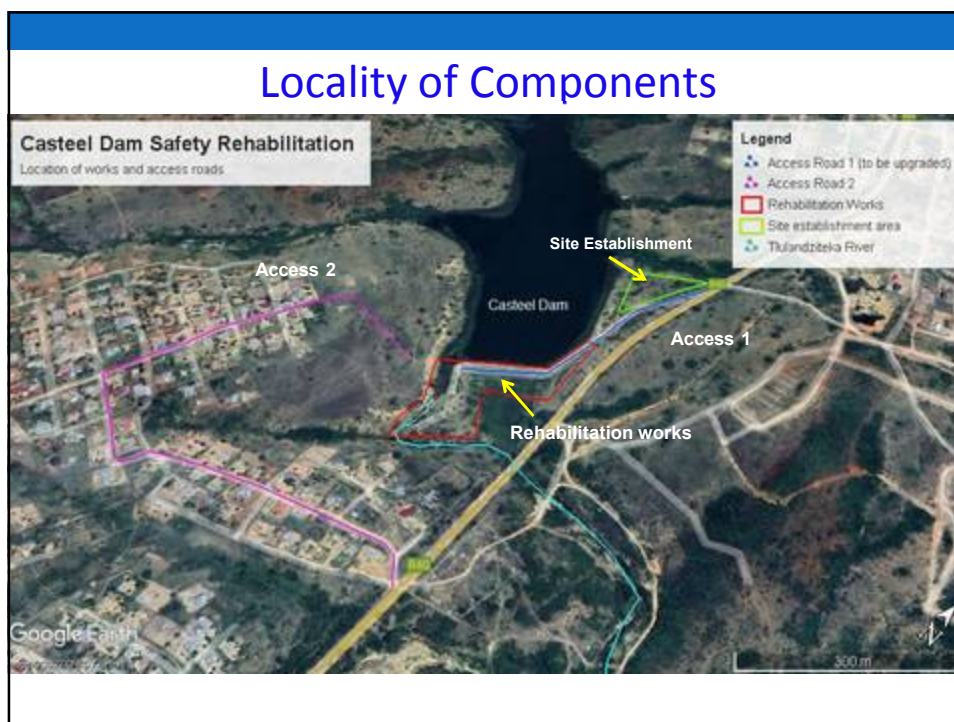 Locality of Components
Casteel Dam Safety Rehabilitation
Location of works and access roads
Legend
Access Road 1 (to be upgraded)
Access Road 2
Rehabilitation Works
Site establishment area
Tlulandziteka River
Site Establishment
Access 2
Casteel Dam
Access 1
Rehabilitation works
R40
Google Earth
300 m
N